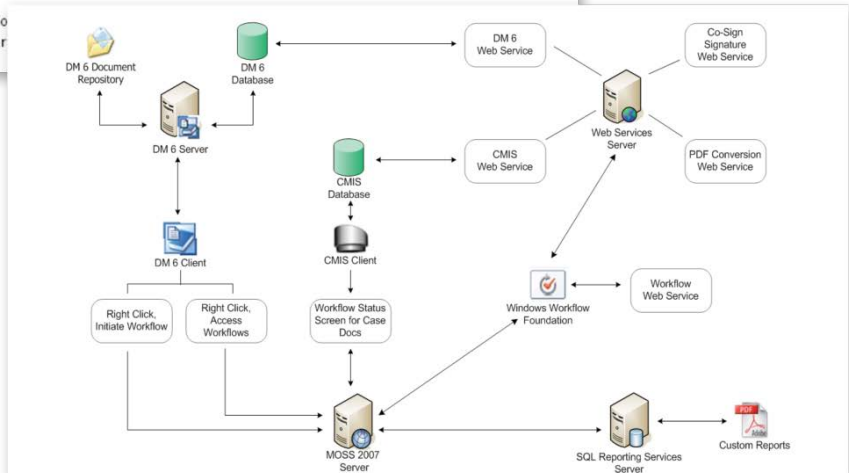 DM 6 Document
Repository
DM 6
Database
DM 6
Web Service
Co-Sign
Signature
Web Service
DM 6 Server
Web Services
Server
CMIS
Database
CMIS
Web Service
PDF Conversion
Web Service
DM 6 Client
CMIS Client
Windows Workflow
Foundation
Workflow
Web Service
Right Click,
Initiate Workflow
Right Click,
Access
Workflows
Workflow Status
Screen for Case
Docs
MOSS 2007
Server
SQL Reporting Services
Server
PDF
Adobe
Custom Reports